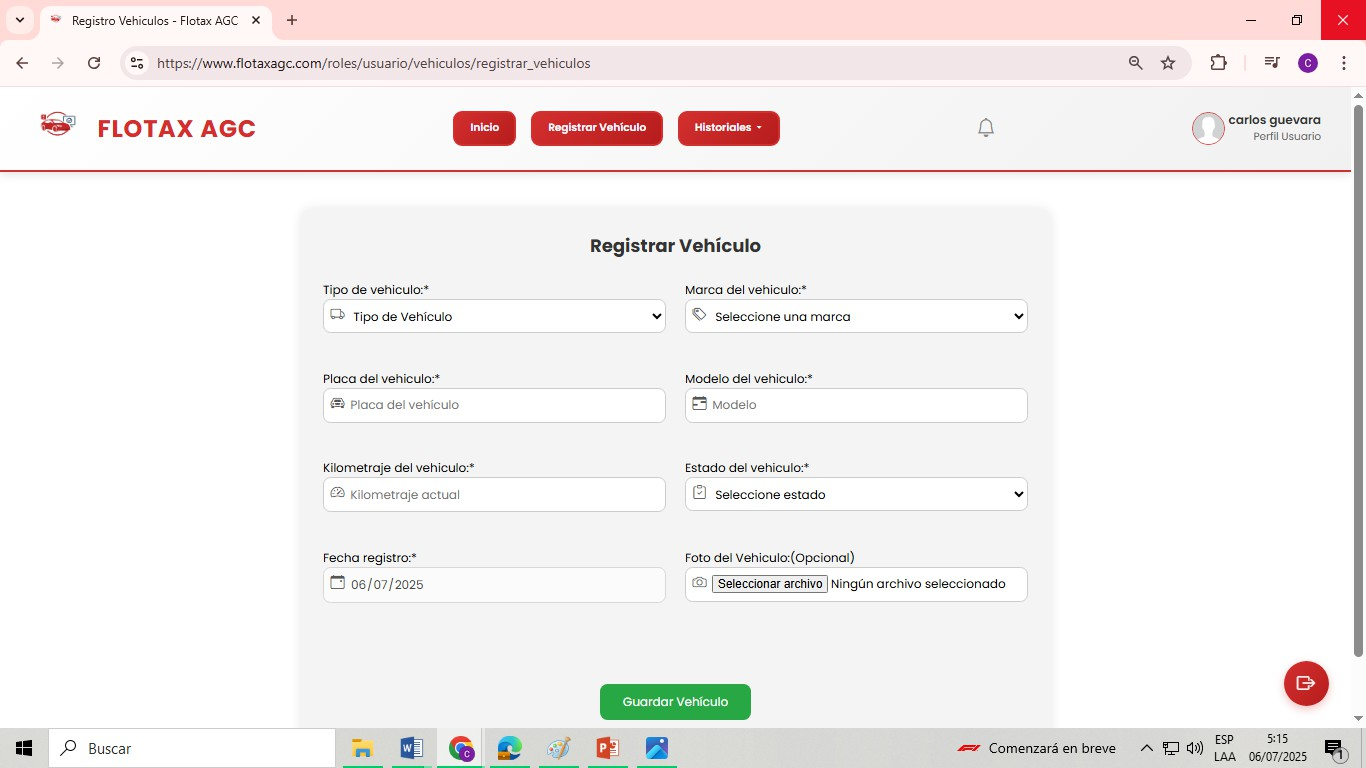 Registro Vehiculos - Flotax AGC
https://www.flotaxagc.com/roles/usuario/vehiculos/registrar_vehiculos
C
FLOTAX AGC
Inicio
Registrar Vehículo
Historiales
carlos guevara
Perfil Usuario
Registrar Vehículo
Tipo de vehiculo:*
Marca del vehiculo:*
Tipo de Vehículo
Seleccione una marca
Placa del vehiculo:*
Modelo del vehiculo:*
Placa del vehículo
Modelo
Kilometraje del vehiculo:*
Estado del vehiculo:*
Kilometraje actual
Seleccione estado
Fecha registro:*
Foto del Vehiculo:(Opcional)
06/07/2025
Seleccionar archivo Ningún archivo seleccionado
Guardar Vehículo
Buscar
C
Comenzará en breve
ESP
LAA
5:15
06/07/2025
1